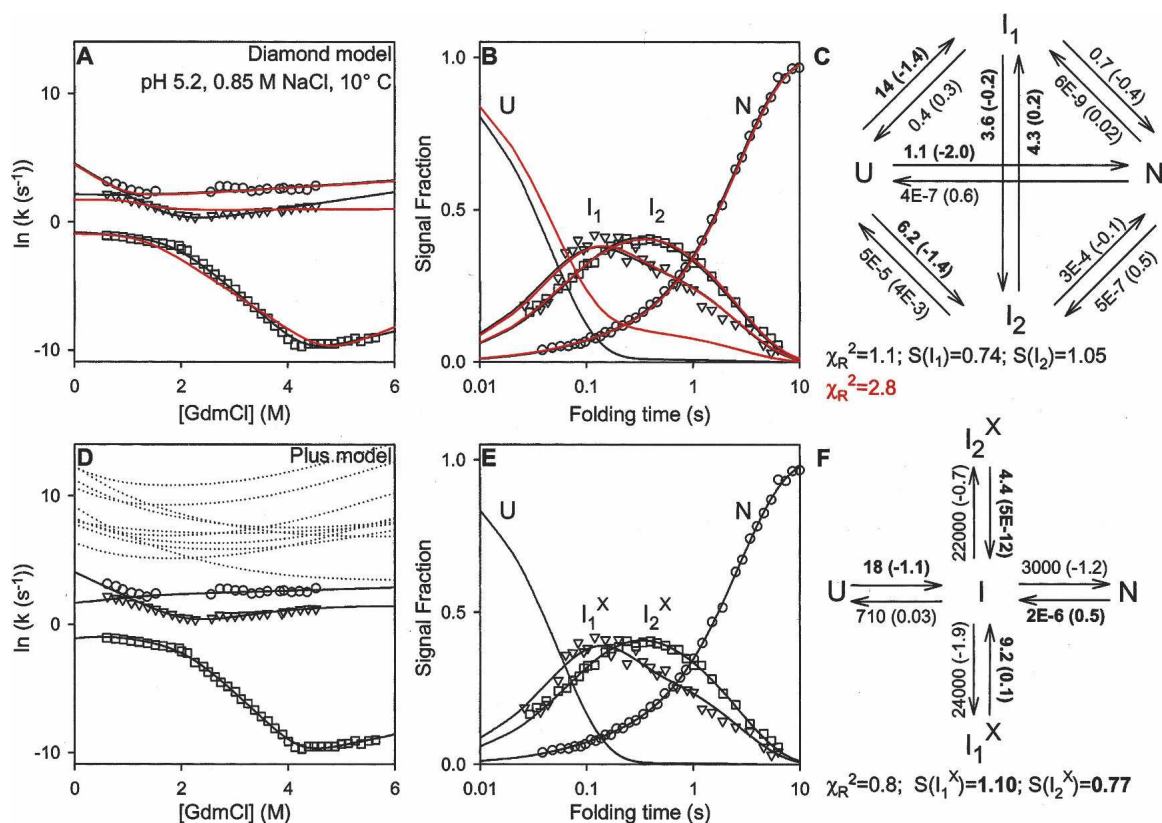 A
Diamond model
pH 5.2, 0.85 M NaCl, 10° C
ln (k (s⁻¹))
10
0
-10
0
2
4
6
[GdmCl] (M)
B
Signal Fraction
1.0
0.5
0.0
U
I₁
I₂
N
0.01
0.1
1
10
Folding time (s)
C
I₁
14 (-1.4)
0.4 (0.3)
3.6 (-0.2)
4.3 (0.2)
0.7 (-0.4)
6E-9 (0.02)
1.1 (-2.0)
U
N
4E-7 (0.6)
6.2 (-1.4)
5E-5 (4E-3)
3E-4 (-0.1)
5E-7 (0.5)
I₂
χR²=1.1; S(I₁)=0.74; S(I₂)=1.05
χR²=2.8
D
Plus model
ln (k (s⁻¹))
10
0
-10
0
2
4
6
[GdmCl] (M)
E
Signal Fraction
1.0
0.5
0.0
U
I₁ˣ
I₂ˣ
N
0.01
0.1
1
10
Folding time (s)
F
I₂ˣ
22000 (-0.7)
4.4 (5E-12)
18 (-1.1)
3000 (-1.2)
U
I
N
710 (0.03)
2E-6 (0.5)
24000 (-1.9)
9.2 (0.1)
I₁ˣ
χR²=0.8; S(I₁ˣ)=1.10; S(I₂ˣ)=0.77